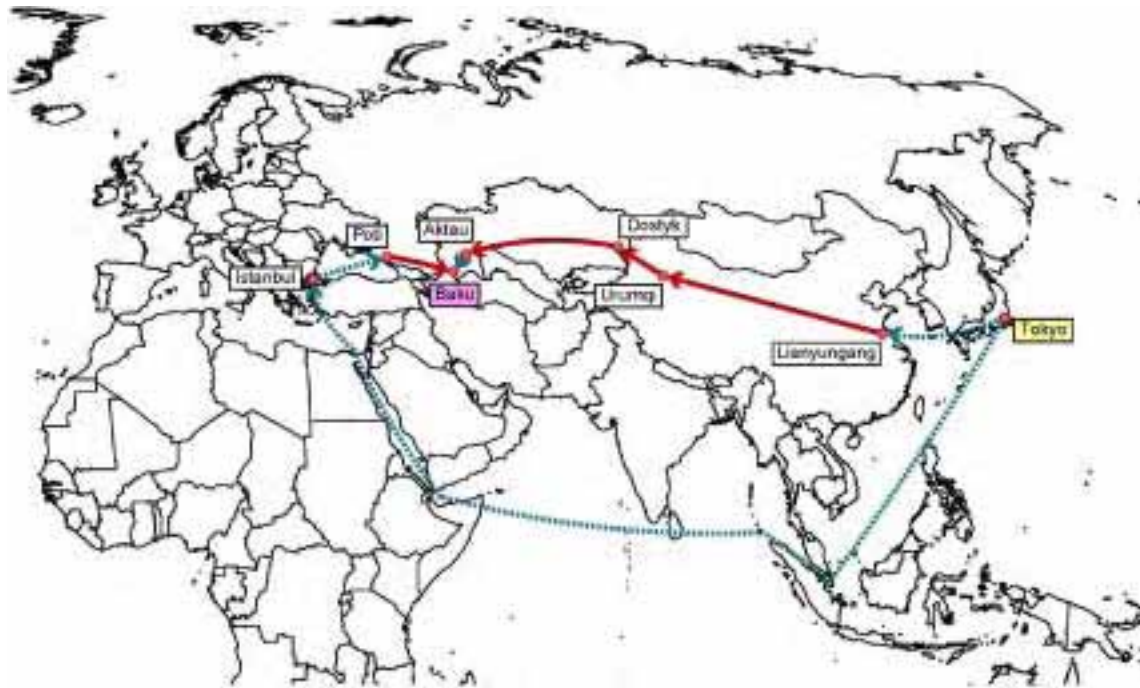 Poti
Aktau
Dostyk
Istanbul
Baku
Urumqi
Tokyo
Lianyungang